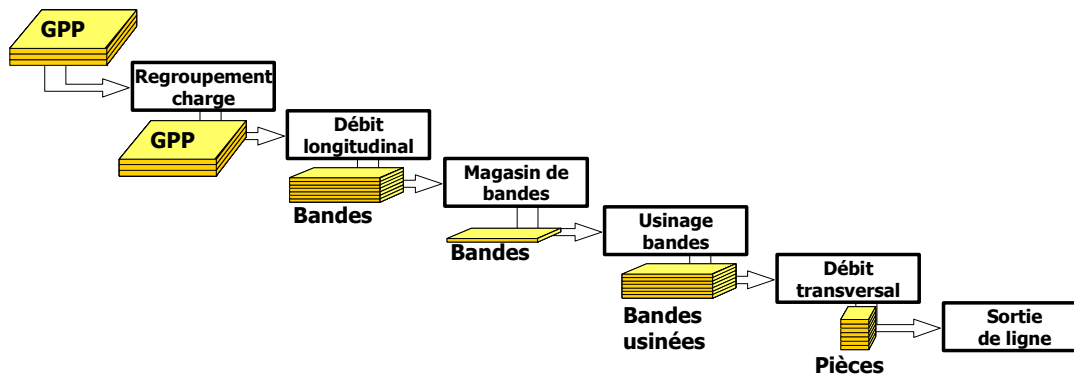 GPP
Regroupement
charge
GPP
Débit
longitudinal
Bandes
Magasin de
bandes
Bandes
Usinage
bandes
Bandes
usinées
Débit
transversal
Pièces
Sortie
de ligne